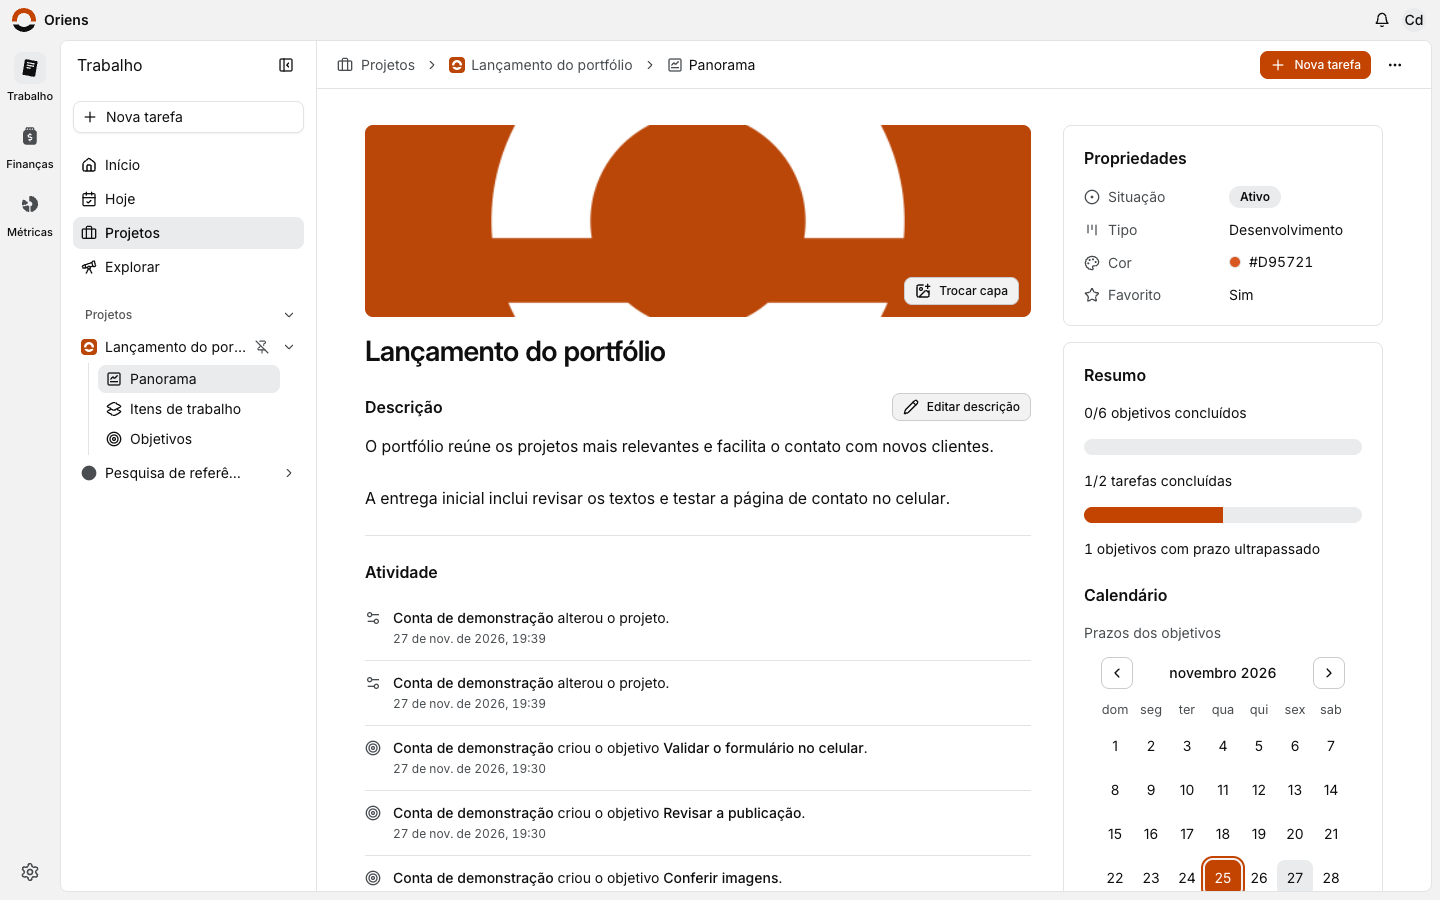 Oriens
Cd
Trabalho
Finanças
Métricas
Trabalho
Nova tarefa
Início
Hoje
Projetos
Explorar
Projetos
Lançamento do por...
Panorama
Itens de trabalho
Objetivos
Pesquisa de referê...
Projetos
Lançamento do portfólio
Panorama
Nova tarefa
Trocar capa
Lançamento do portfólio
Descrição
Editar descrição
O portfólio reúne os projetos mais relevantes e facilita o contato com novos clientes.
A entrega inicial inclui revisar os textos e testar a página de contato no celular.
Atividade
Conta de demonstração alterou o projeto.
27 de nov. de 2026, 19:39
Conta de demonstração alterou o projeto.
27 de nov. de 2026, 19:39
Conta de demonstração criou o objetivo Validar o formulário no celular.
27 de nov. de 2026, 19:30
Conta de demonstração criou o objetivo Revisar a publicação.
27 de nov. de 2026, 19:30
Conta de demonstração criou o objetivo Conferir imagens.
Propriedades
Situação Ativo
Tipo Desenvolvimento
Cor #D95721
Favorito Sim
Resumo
0/6 objetivos concluídos
1/2 tarefas concluídas
1 objetivos com prazo ultrapassado
Calendário
Prazos dos objetivos
novembro 2026
dom seg ter qua qui sex sab
1 2 3 4 5 6 7
8 9 10 11 12 13 14
15 16 17 18 19 20 21
22 23 24 25 26 27 28